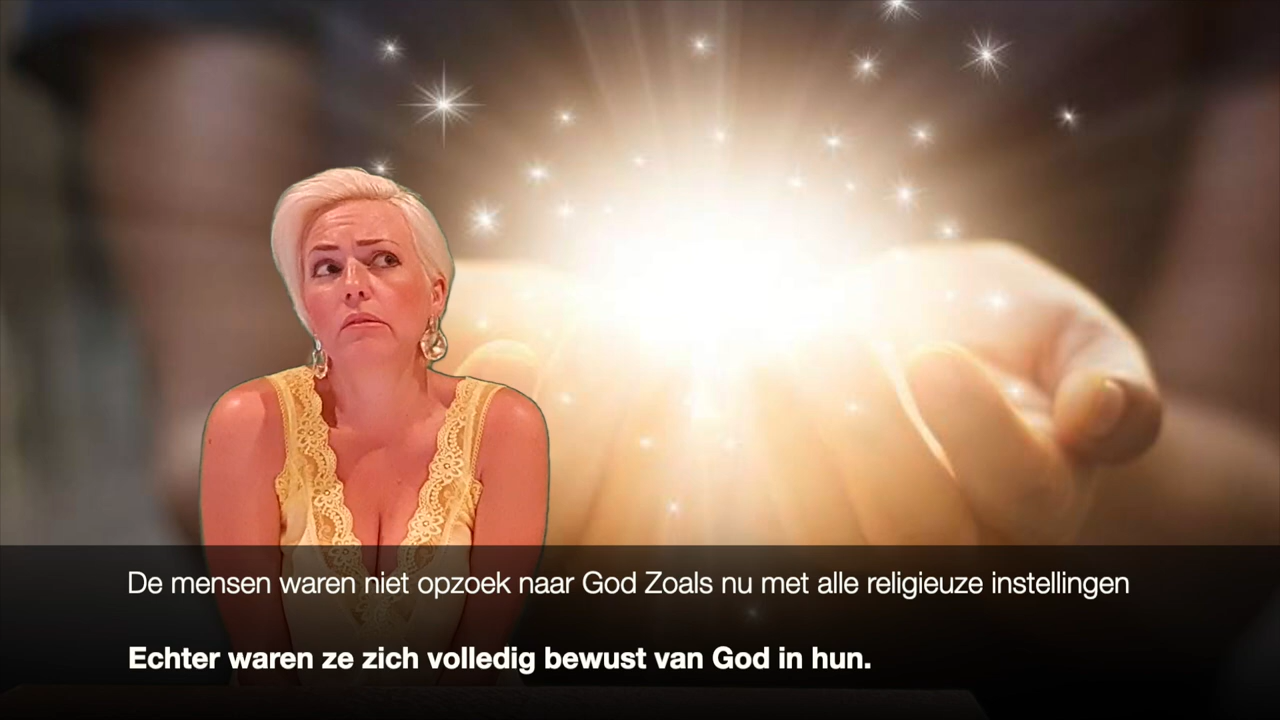 De mensen waren niet opzoek naar God Zoals nu met alle religieuze instellingen
Echter waren ze zich volledig bewust van God in hun.